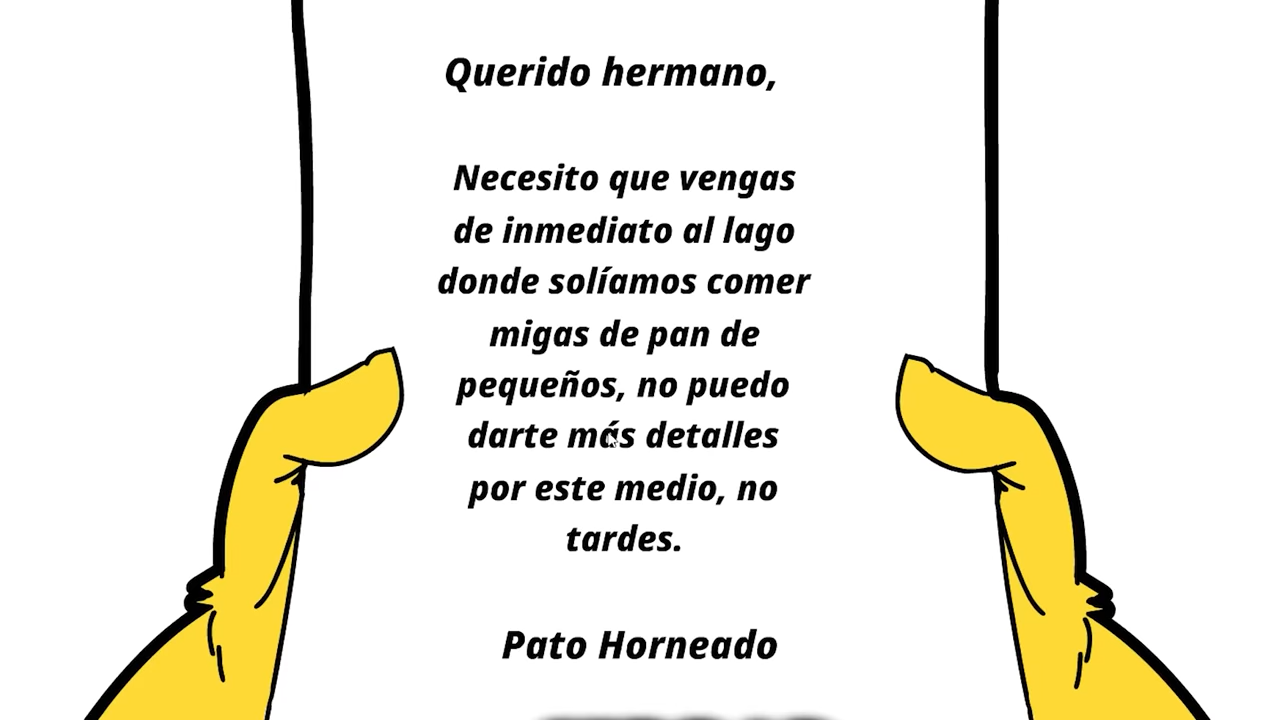 Querido hermano,
Necesito que vengas
de inmediato al lago
donde solíamos comer
migas de pan de
pequeños, no puedo
darte más detalles
por este medio, no
tardes.
Pato Horneado